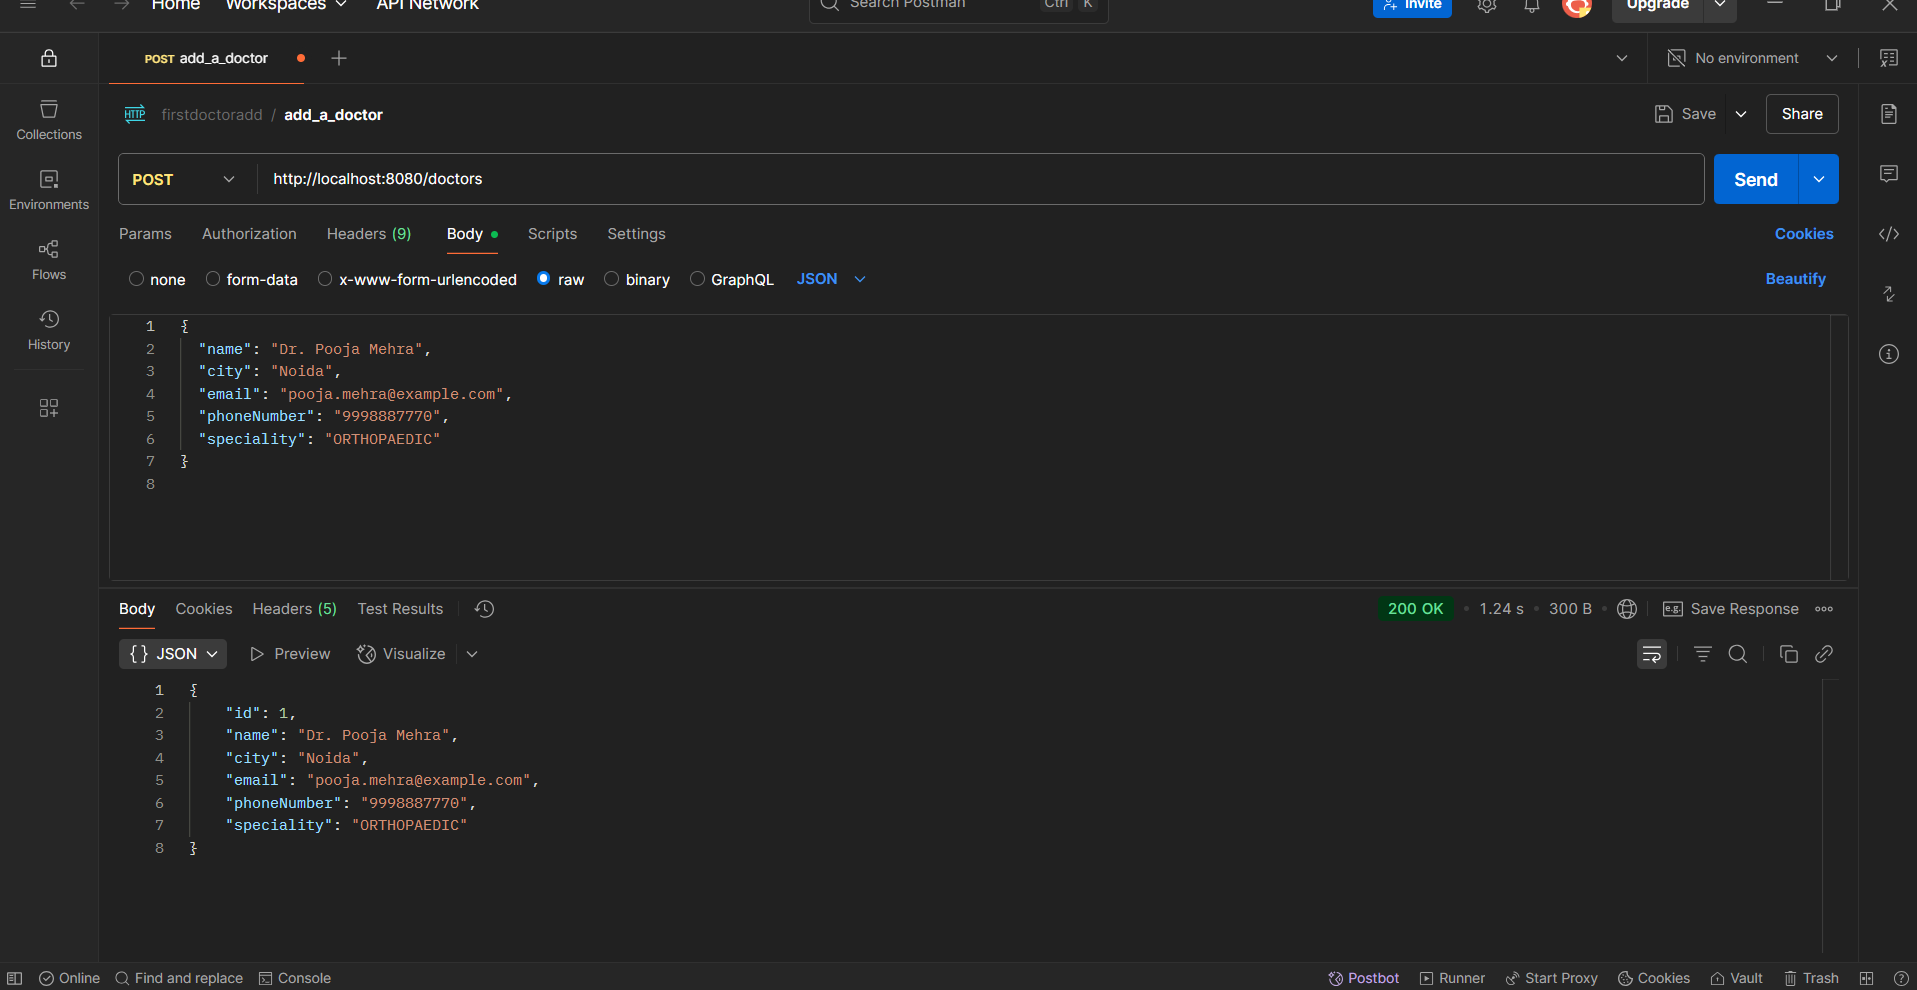 Home Workspaces API Network Search Postman Ctrl K Invite Upgrade
POST add_a_doctor No environment
HTTP firstdoctoradd / add_a_doctor Save Share
Collections
POST http://localhost:8080/doctors Send
Environments
Params Authorization Headers (9) Body Scripts Settings Cookies
Flows
none form-data x-www-form-urlencoded raw binary GraphQL JSON Beautify
History
1 {
2 "name": "Dr. Pooja Mehra",
3 "city": "Noida",
4 "email": "pooja.mehra@example.com",
5 "phoneNumber": "9998887770",
6 "speciality": "ORTHOPAEDIC"
7 }
8
Body Cookies Headers (5) Test Results 200 OK • 1.24 s • 300 B • e.g. Save Response
{} JSON Preview Visualize
1 {
2 "id": 1,
3 "name": "Dr. Pooja Mehra",
4 "city": "Noida",
5 "email": "pooja.mehra@example.com",
6 "phoneNumber": "9998887770",
7 "speciality": "ORTHOPAEDIC"
8 }
Online Find and replace Console Postbot Runner Start Proxy Cookies Vault Trash